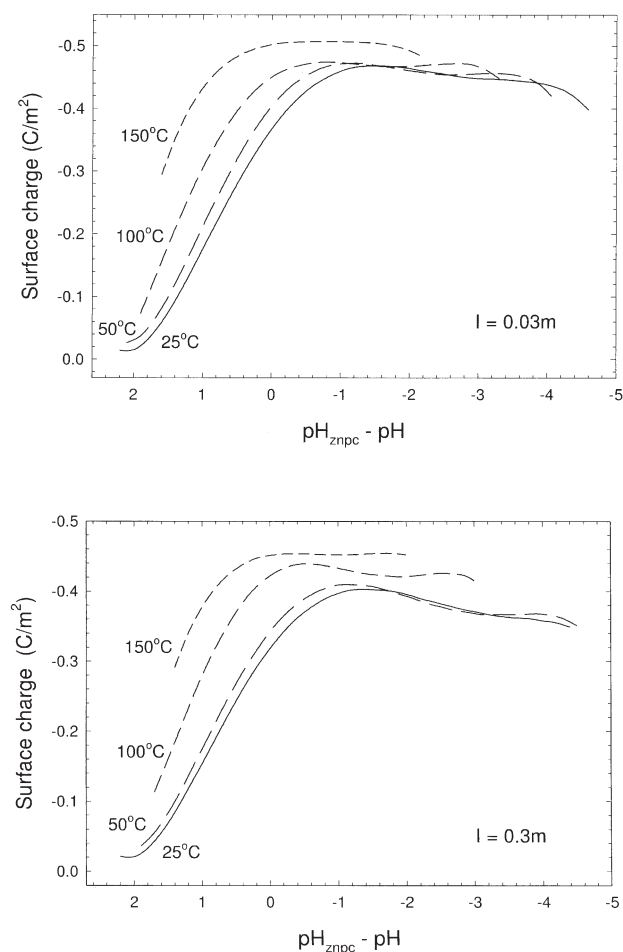 -0.5
-0.4
-0.3
-0.2
-0.1
0.0
Surface charge (C/m²)
150°C
100°C
50°C
25°C
I = 0.03m
2 1 0 -1 -2 -3 -4 -5
pH_znpc - pH
-0.5
-0.4
-0.3
-0.2
-0.1
0.0
Surface charge (C/m²)
150°C
100°C
50°C
25°C
I = 0.3m
2 1 0 -1 -2 -3 -4 -5
pH_znpc - pH